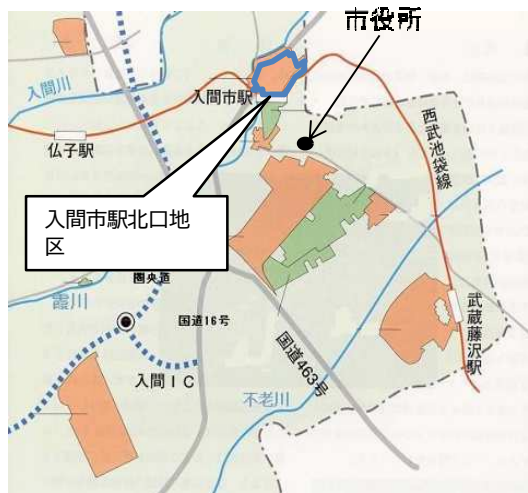 市役所
入間川
入間市駅
仏子駅
西武池袋線
入間市駅北口地
区
圏央道
霞川
国道16号
武蔵藤沢駅
入間IC
国道463号
不老川